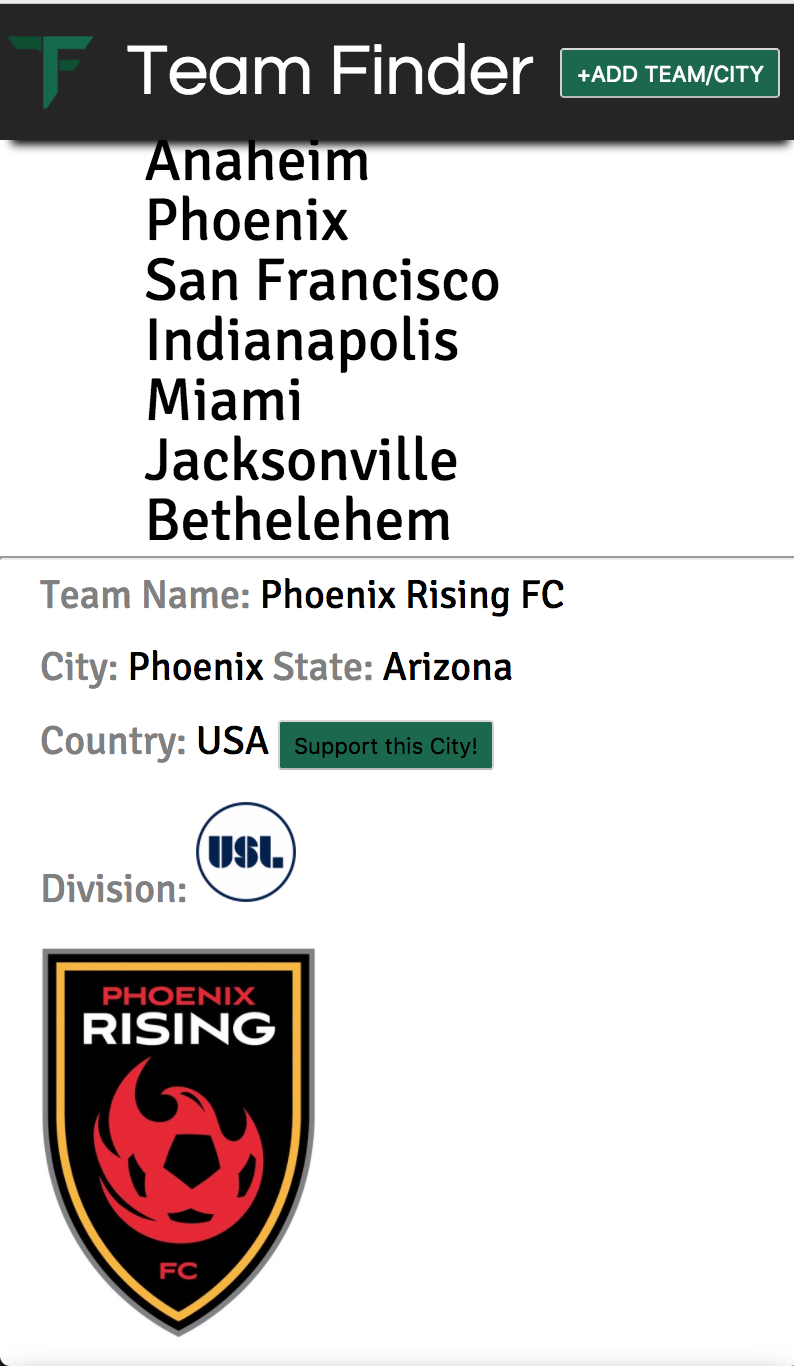 TF Team Finder +ADD TEAM/CITY
Anaheim
Phoenix
San Francisco
Indianapolis
Miami
Jacksonville
Bethelehem
Team Name: Phoenix Rising FC
City: Phoenix State: Arizona
Country: USA Support this City!
USL
Division:
PHOENIX
RISING
FC